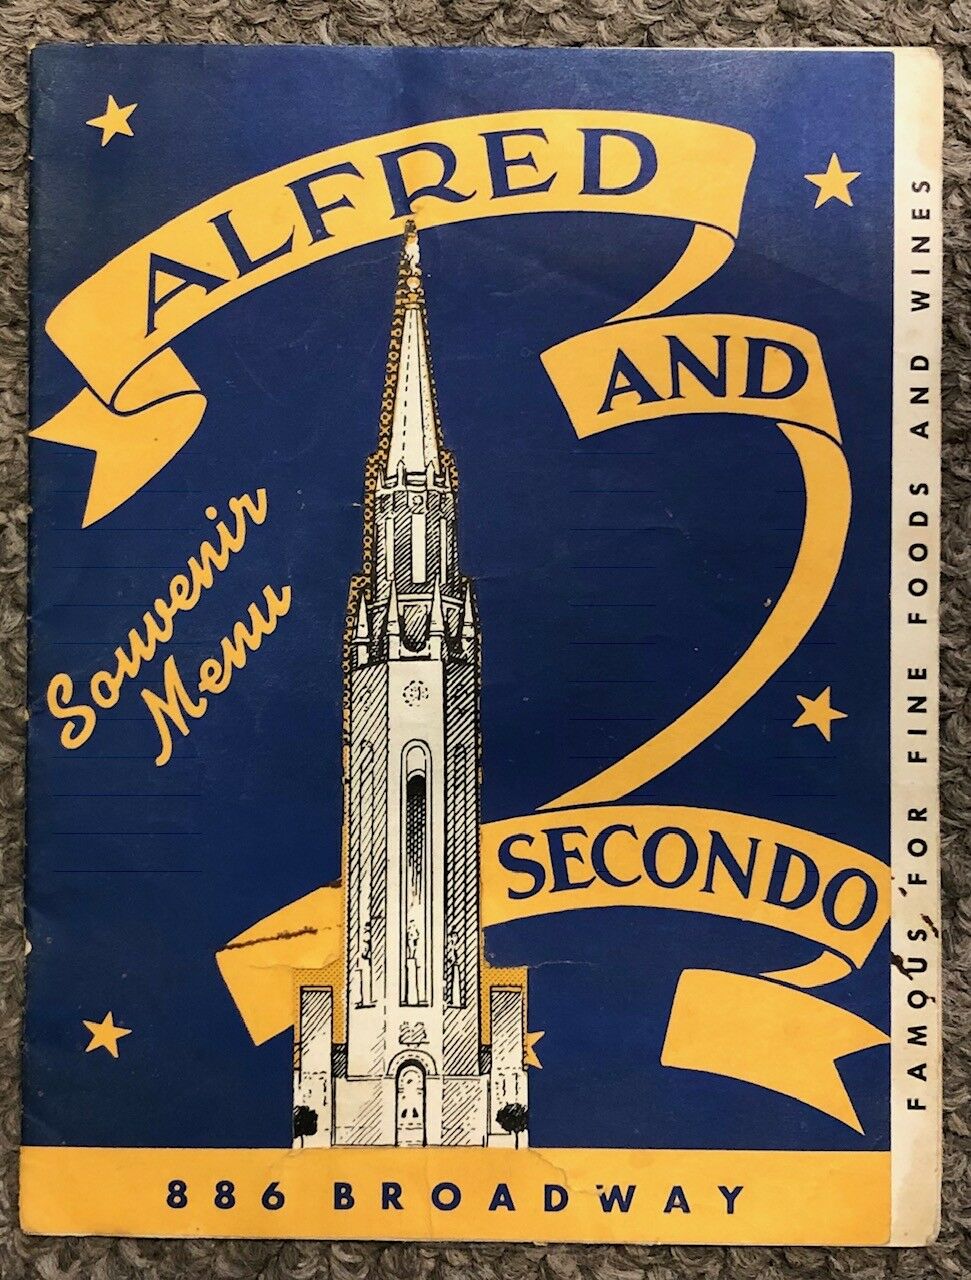 ALFRED
AND
SECONDO
Souvenir
Menu
886 BROADWAY
FAMOUS FOR FINE FOODS AND WINES